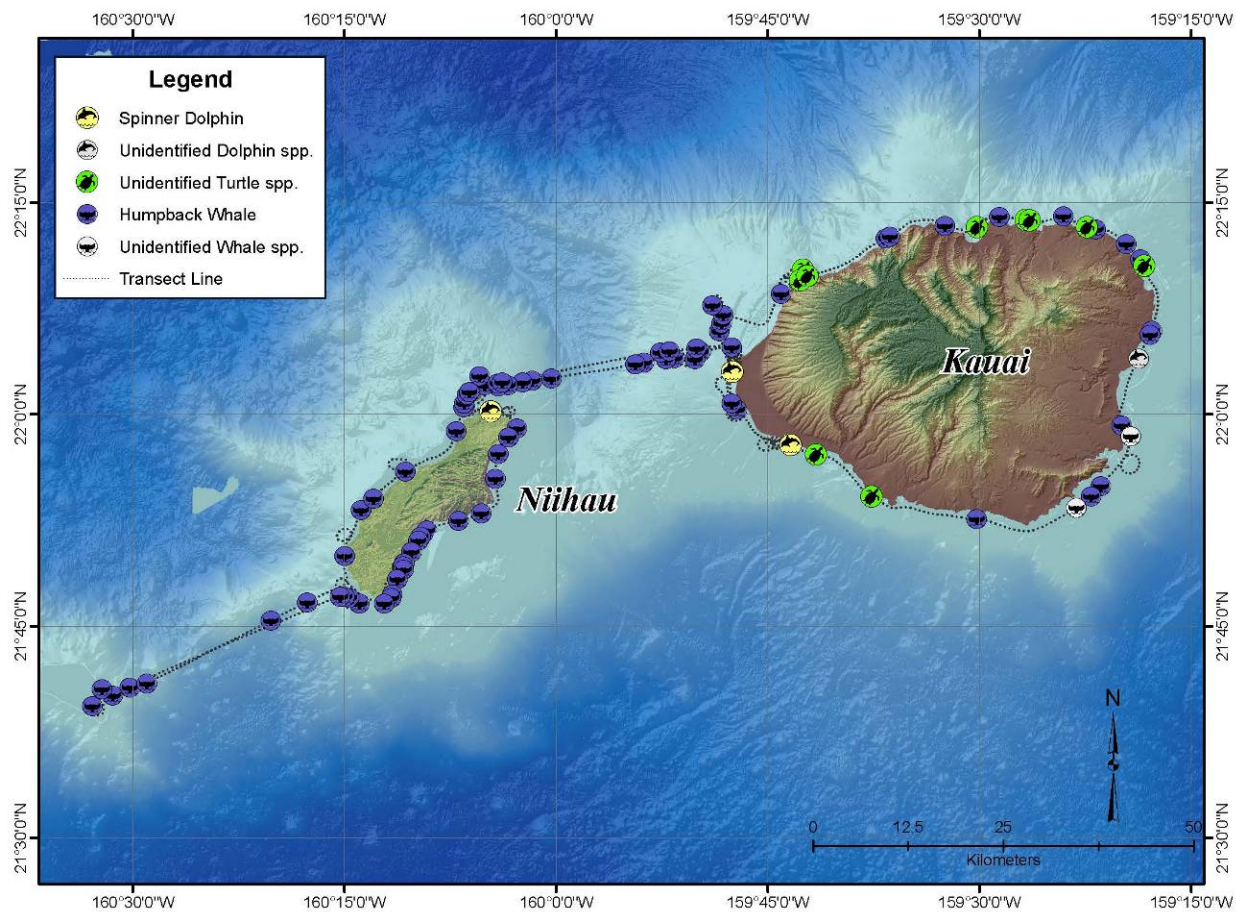 160°30'0"W 160°15'0"W 160°0'0"W 159°45'0"W 159°30'0"W 159°15'0"W
Legend
Spinner Dolphin
Unidentified Dolphin spp.
Unidentified Turtle spp.
Humpback Whale
Unidentified Whale spp.
Transect Line
22°15'0"N 22°15'0"N
Kauai
22°0'0"N 22°0'0"N
Niihau
21°45'0"N 21°45'0"N
N
0 12.5 25 50
Kilometers
21°30'0"N 21°30'0"N
160°30'0"W 160°15'0"W 160°0'0"W 159°45'0"W 159°30'0"W 159°15'0"W